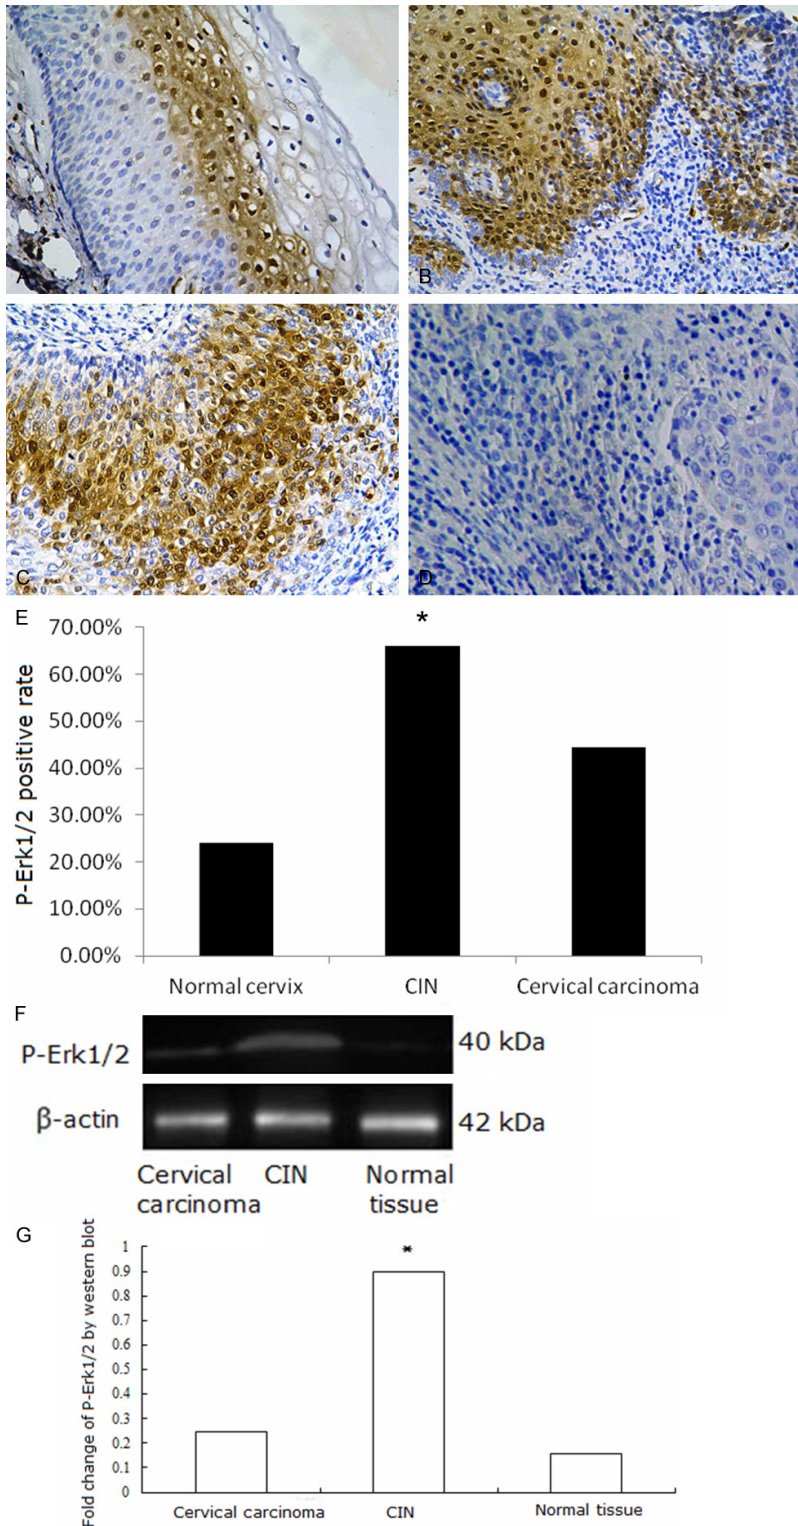 A
B
C
D
E
*
70.00%
60.00%
50.00%
40.00%
30.00%
20.00%
10.00%
0.00%
P-Erk1/2 positive rate
Normal cervix
CIN
Cervical carcinoma
F
P-Erk1/2
40 kDa
β-actin
42 kDa
Cervical
carcinoma
CIN
Normal
tissue
G
*
1
0.9
0.8
0.7
0.6
0.5
0.4
0.3
0.2
0.1
0
Fold change of P-Erk1/2 by western blot
Cervical carcinoma
CIN
Normal tissue